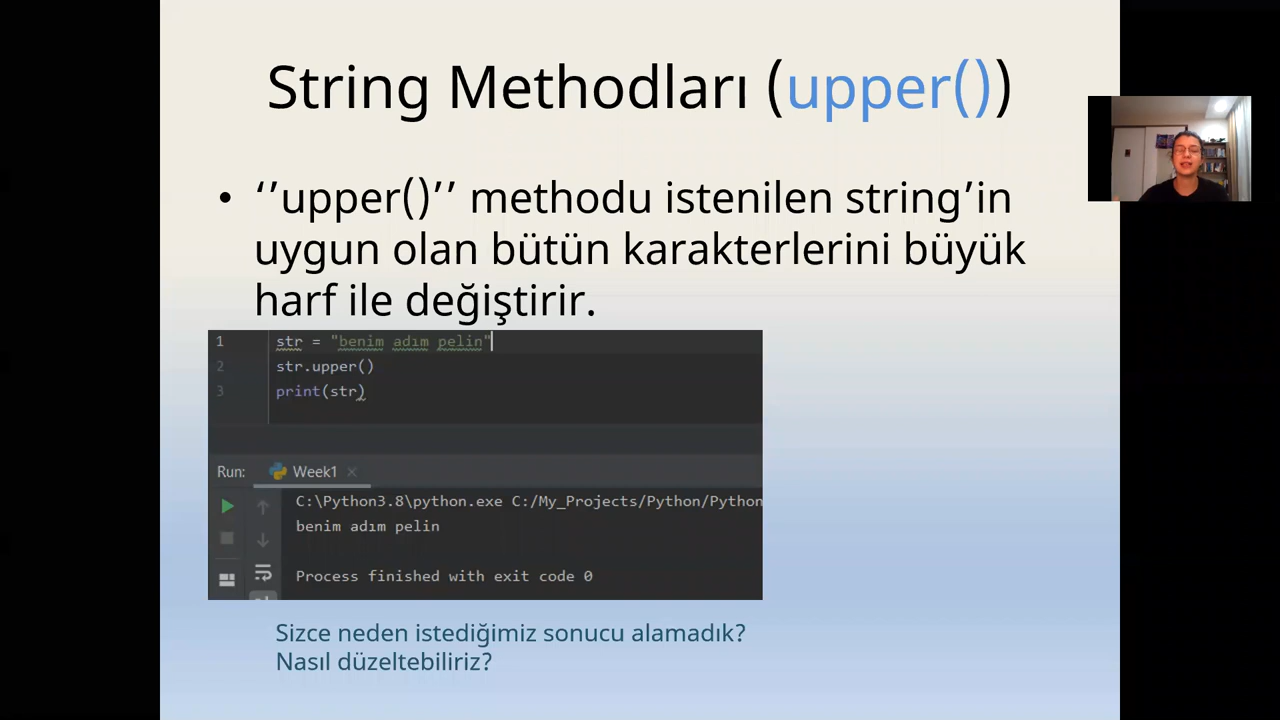 String Methodları (upper())
• ‘’upper()’’ methodu istenilen string’in
uygun olan bütün karakterlerini büyük
harf ile değiştirir.
1 str = "benim adım pelin"
2 str.upper()
3 print(str)
Run: Week1
C:\Python3.8\python.exe C:/My_Projects/Python/Python
benim adım pelin
Process finished with exit code 0
Sizce neden istediğimiz sonucu alamadık?
Nasıl düzeltebiliriz?